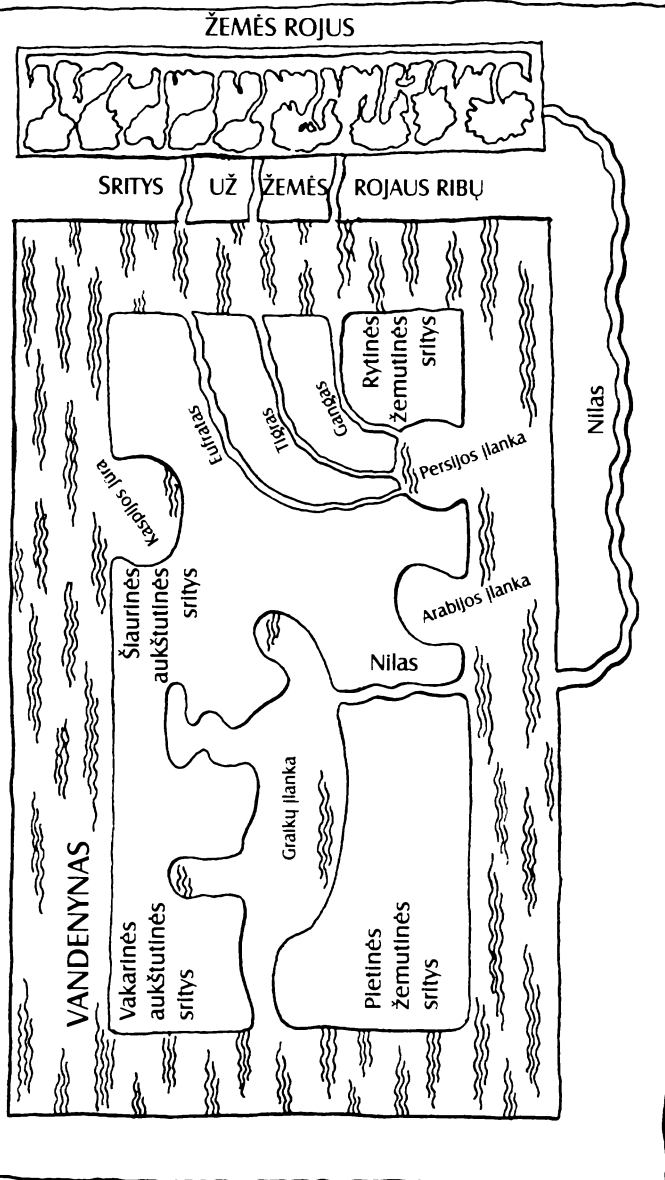 ŽEMĖS ROJUS
SRITYS UŽ ŽEMĖS ROJAUS RIBŲ
Rytinės
žemutinės
sritys
Gangas
Tigras
Eufratas
Persijos įlanka
Nilas
Kaspijos jūra
Arabijos įlanka
Šiaurinės
aukštutinės
sritys
Nilas
Graikų įlanka
VANDENYNAS
Vakarinės
aukštutinės
sritys
Pietinės
žemutinės
sritys